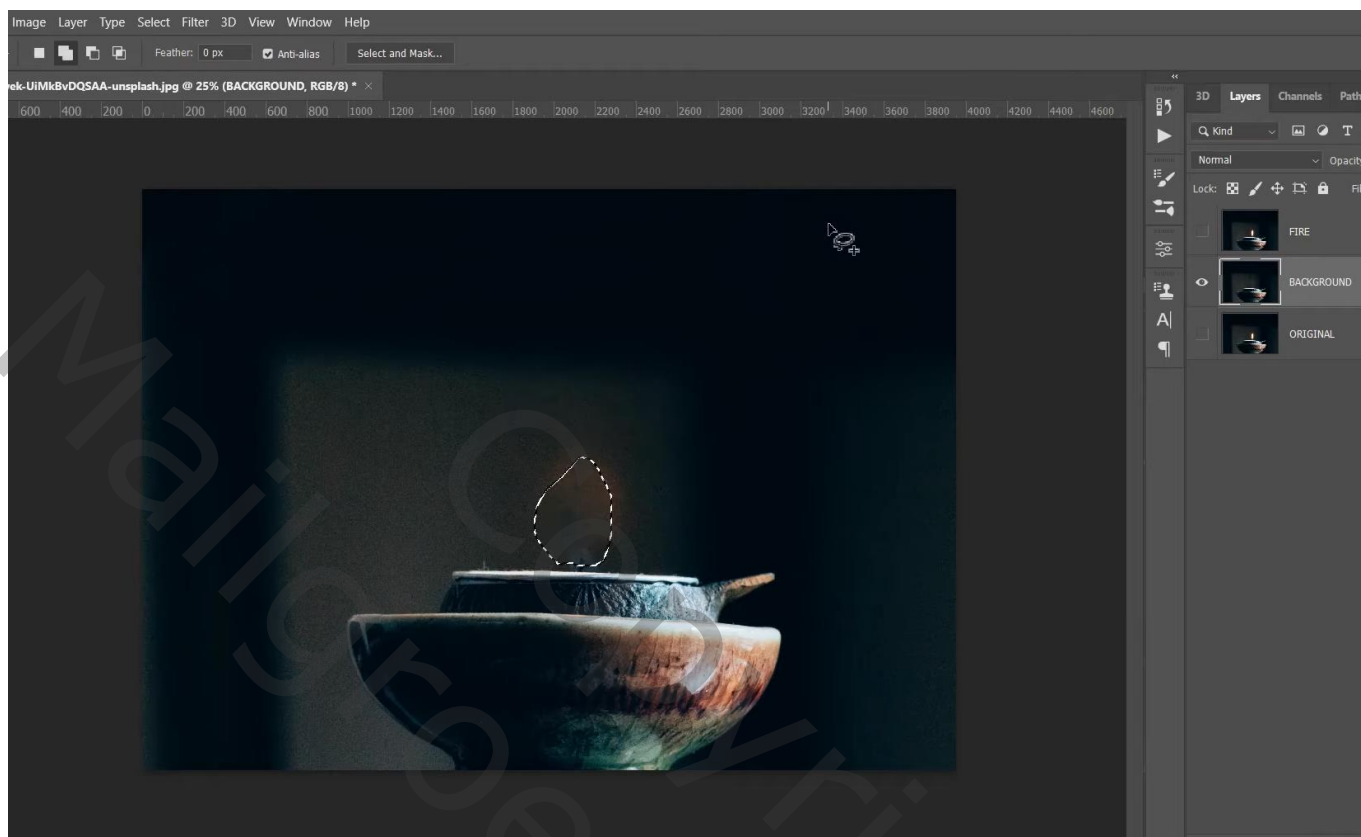 Image Layer Type Select Filter 3D View Window Help
Feather: 0 px Anti-alias Select and Mask...
ek-UiMkBvDQSAA-unsplash.jpg @ 25% (BACKGROUND, RGB/8) * ×
600 400 200 0 200 400 600 800 1000 1200 1400 1600 1800 2000 2200 2400 2600 2800 3000 3200 3400 3600 3800 4000 4200 4400 4600
3D Layers Channels Path
Kind T
Normal Opacity
Lock: Fil
FIRE
BACKGROUND
A
ORIGINAL